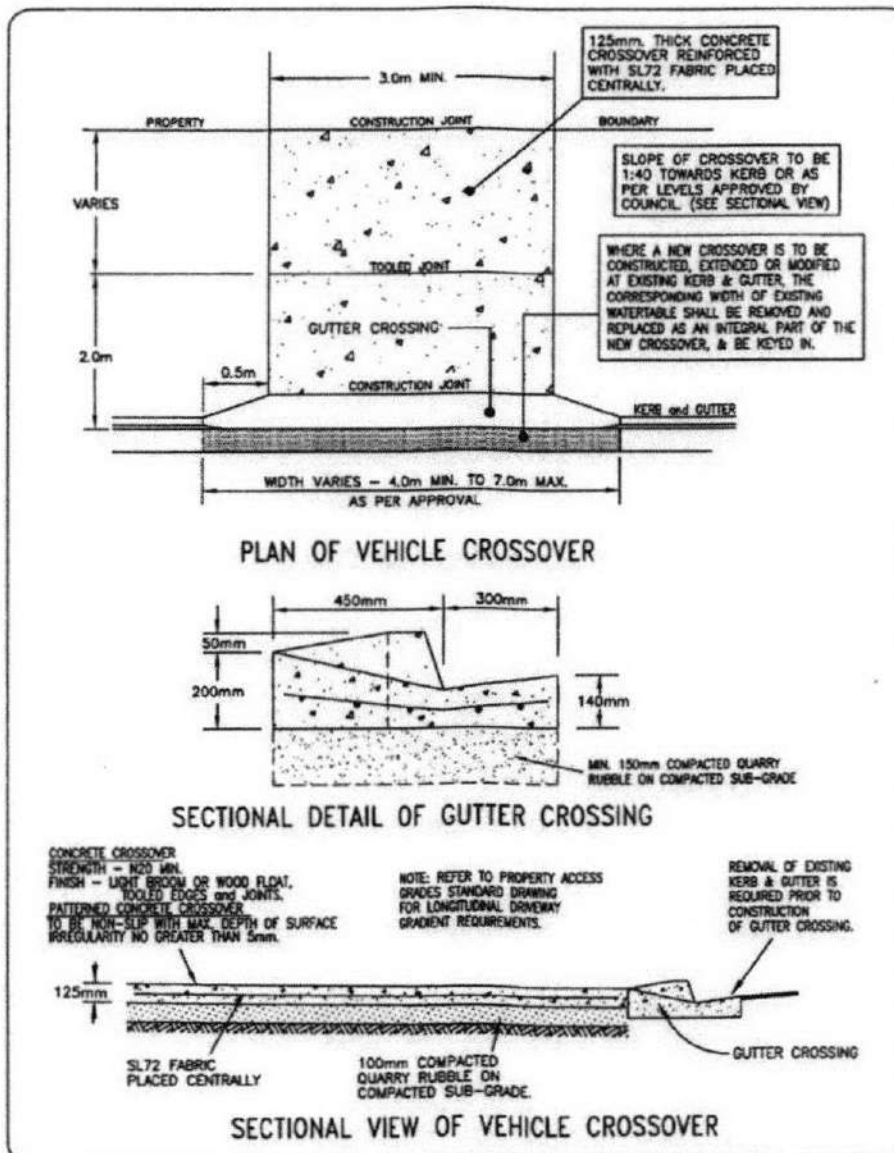 125mm. THICK CONCRETE
CROSSOVER REINFORCED
WITH SL72 FABRIC PLACED
CENTRALLY.
3.0m MIN.
PROPERTY
CONSTRUCTION JOINT
BOUNDARY
SLOPE OF CROSSOVER TO BE
1:40 TOWARDS KERB OR AS
PER LEVELS APPROVED BY
COUNCIL. (SEE SECTIONAL VIEW)
VARIES
WHERE A NEW CROSSOVER IS TO BE
CONSTRUCTED, EXTENDED OR MODIFIED
AT EXISTING KERB & GUTTER, THE
CORRESPONDING WIDTH OF EXISTING
WATERTABLE SHALL BE REMOVED AND
REPLACED AS AN INTEGRAL PART OF THE
NEW CROSSOVER, & BE KEYED IN.
TOOLED JOINT
GUTTER CROSSING
2.0m
0.5m
CONSTRUCTION JOINT
KERB and GUTTER
WIDTH VARIES - 4.0m MIN. TO 7.0m MAX.
AS PER APPROVAL
PLAN OF VEHICLE CROSSOVER
450mm
300mm
50mm
200mm
140mm
MIN. 150mm COMPACTED QUARRY
RUBBLE ON COMPACTED SUB-GRADE
SECTIONAL DETAIL OF GUTTER CROSSING
CONCRETE CROSSOVER
STRENGTH - N20 MIN.
FINISH - LIGHT BROOM OR WOOD FLOAT,
TOOLED EDGES and JOINTS.
PATTERNED CONCRETE CROSSOVER
TO BE NON-SLIP WITH MAX. DEPTH OF SURFACE
IRREGULARITY NO GREATER THAN 5mm.
NOTE: REFER TO PROPERTY ACCESS
GRADES STANDARD DRAWING
FOR LONGITUDINAL DRIVEWAY
GRADIENT REQUIREMENTS.
REMOVAL OF EXISTING
KERB & GUTTER IS
REQUIRED PRIOR TO
CONSTRUCTION
OF GUTTER CROSSING.
125mm
SL72 FABRIC
PLACED CENTRALLY
100mm COMPACTED
QUARRY RUBBLE ON
COMPACTED SUB-GRADE.
GUTTER CROSSING
SECTIONAL VIEW OF VEHICLE CROSSOVER